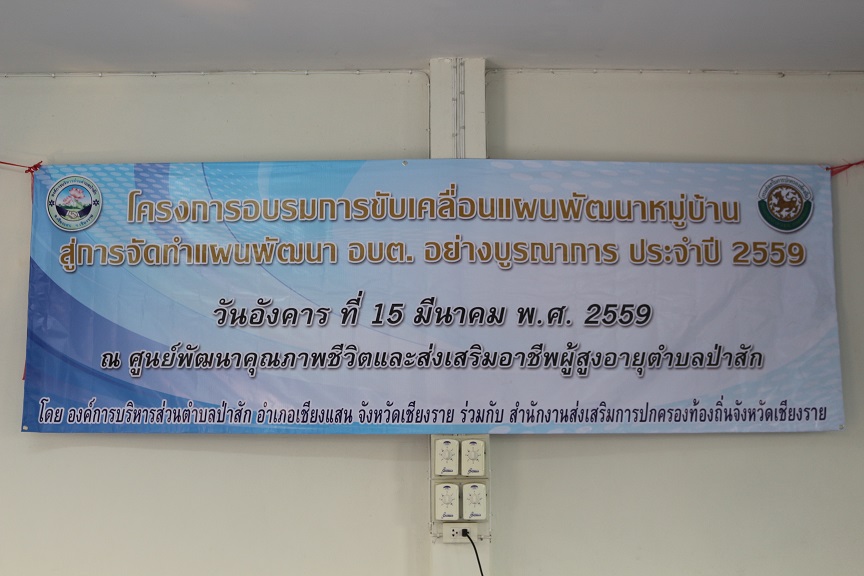 โครงการอบรมการขับเคลื่อนแผนพัฒนาหมู่บ้าน
สู่การจัดทำแผนพัฒนา อบต. อย่างบูรณาการ ประจำปี 2559
วันอังคาร ที่ 15 มีนาคม พ.ศ. 2559
ณ ศูนย์พัฒนาคุณภาพชีวิตและส่งเสริมอาชีพผู้สูงอายุตำบลป่าสัก
โดย องค์การบริหารส่วนตำบลป่าสัก อำเภอเชียงแสน จังหวัดเชียงราย ร่วมกับ สำนักงานส่งเสริมการปกครองท้องถิ่นจังหวัดเชียงราย